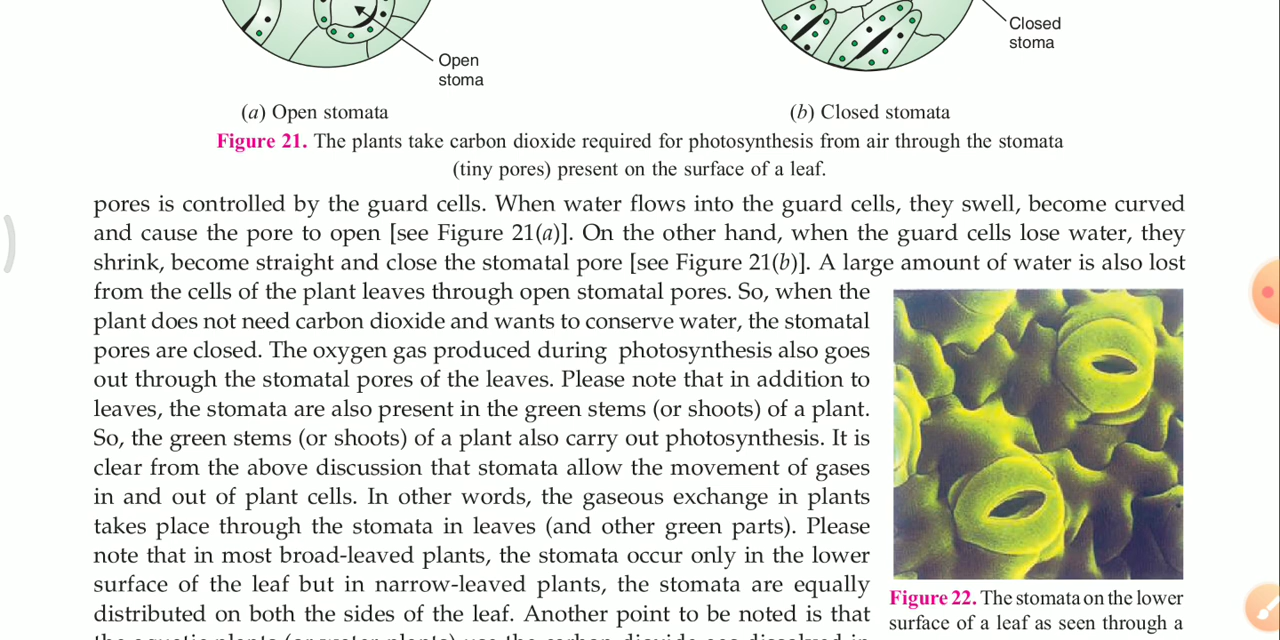 Open
stoma
Closed
stoma
(a) Open stomata
(b) Closed stomata
Figure 21. The plants take carbon dioxide required for photosynthesis from air through the stomata
(tiny pores) present on the surface of a leaf.
pores is controlled by the guard cells. When water flows into the guard cells, they swell, become curved
and cause the pore to open [see Figure 21(a)]. On the other hand, when the guard cells lose water, they
shrink, become straight and close the stomatal pore [see Figure 21(b)]. A large amount of water is also lost
from the cells of the plant leaves through open stomatal pores. So, when the
plant does not need carbon dioxide and wants to conserve water, the stomatal
pores are closed. The oxygen gas produced during photosynthesis also goes
out through the stomatal pores of the leaves. Please note that in addition to
leaves, the stomata are also present in the green stems (or shoots) of a plant.
So, the green stems (or shoots) of a plant also carry out photosynthesis. It is
clear from the above discussion that stomata allow the movement of gases
in and out of plant cells. In other words, the gaseous exchange in plants
takes place through the stomata in leaves (and other green parts). Please
note that in most broad-leaved plants, the stomata occur only in the lower
surface of the leaf but in narrow-leaved plants, the stomata are equally
distributed on both the sides of the leaf. Another point to be noted is that
Figure 22. The stomata on the lower
surface of a leaf as seen through a